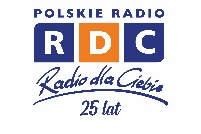 POLSKIE RADIO
RDC
Radio dla Ciebie
25 lat